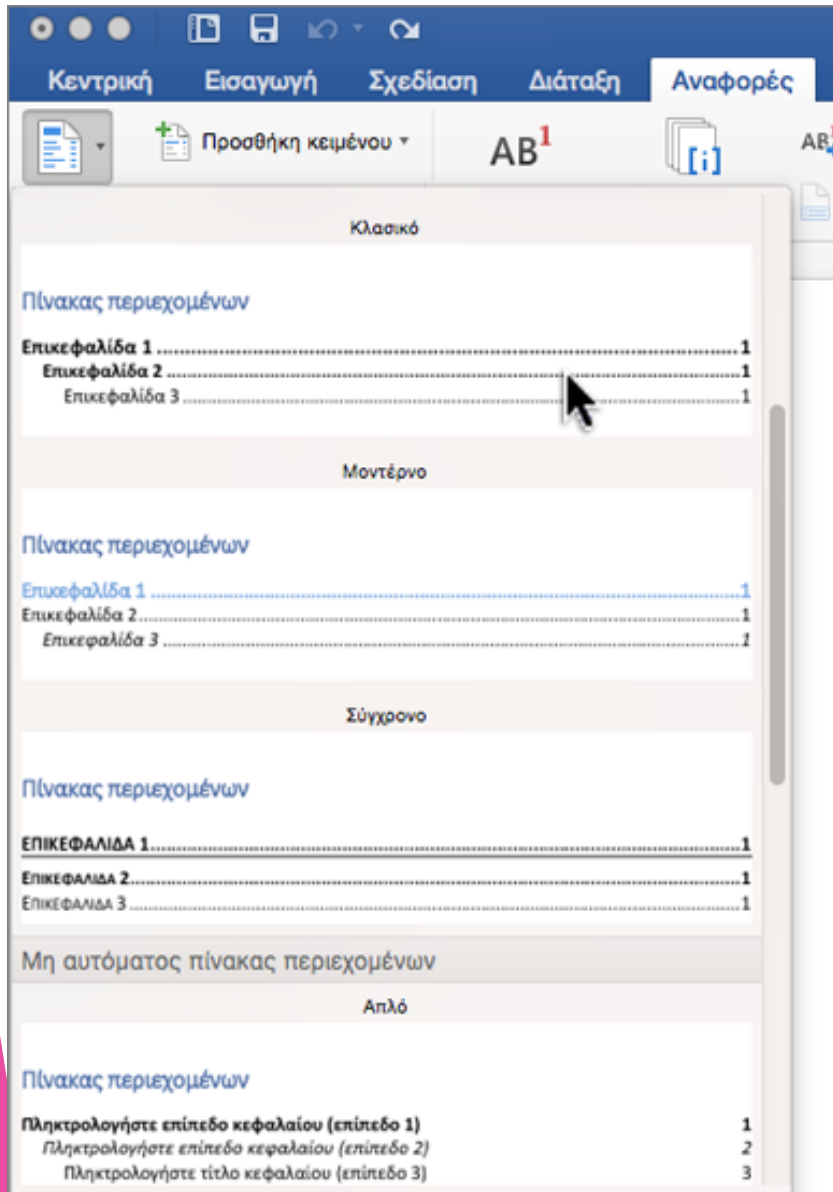 Κεντρική Εισαγωγή Σχεδίαση Διάταξη Αναφορές
Προσθήκη κειμένου AB1 [i] AB
Κλασικό
Πίνακας περιεχομένων
Επικεφαλίδα 1 ........ 1
Επικεφαλίδα 2 ........ 1
Επικεφαλίδα 3 ........ 1
Μοντέρνο
Πίνακας περιεχομένων
Επικεφαλίδα 1 ........ 1
Επικεφαλίδα 2 ........ 1
Επικεφαλίδα 3 ........ 1
Σύγχρονο
Πίνακας περιεχομένων
ΕΠΙΚΕΦΑΛΙΔΑ 1 ........ 1
ΕΠΙΚΕΦΑΛΙΔΑ 2 ........ 1
ΕΠΙΚΕΦΑΛΙΔΑ 3 ........ 1
Μη αυτόματος πίνακας περιεχομένων
Απλό
Πίνακας περιεχομένων
Πληκτρολογήστε επίπεδο κεφαλαίου (επίπεδο 1) 1
Πληκτρολογήστε επίπεδο κεφαλαίου (επίπεδο 2) 2
Πληκτρολογήστε τίτλο κεφαλαίου (επίπεδο 3) 3